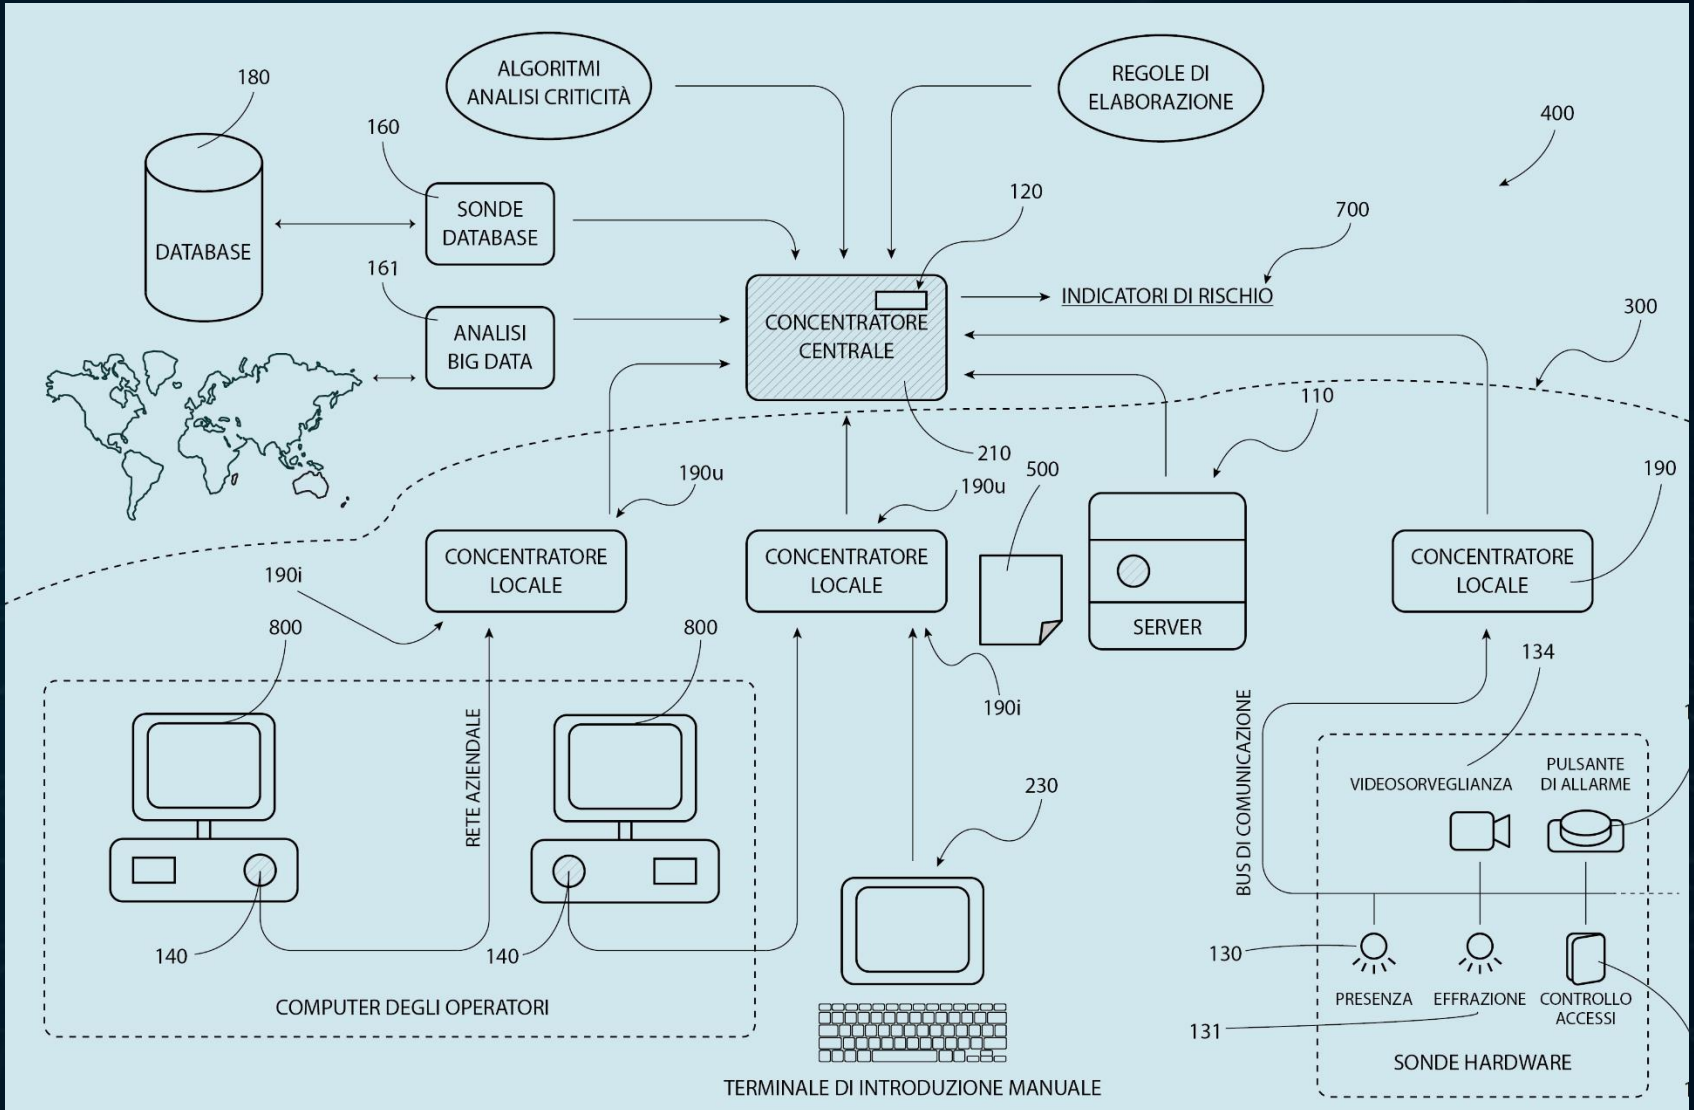 ALGORITMI
ANALISI CRITICITÀ
REGOLE DI
ELABORAZIONE
180
160
400
120
700
SONDE
DATABASE
DATABASE
161
INDICATORI DI RISCHIO
300
ANALISI
BIG DATA
CONCENTRATORE
CENTRALE
110
210
190u
500
190u
190
CONCENTRATORE
LOCALE
CONCENTRATORE
LOCALE
CONCENTRATORE
LOCALE
190i
SERVER
800
800
134
190i
RETE AZIENDALE
BUS DI COMUNICAZIONE
VIDEOSORVEGLIANZA
PULSANTE
DI ALLARME
230
140
140
130
PRESENZA
EFFRAZIONE
CONTROLLO
ACCESSI
131
COMPUTER DEGLI OPERATORI
SONDE HARDWARE
TERMINALE DI INTRODUZIONE MANUALE